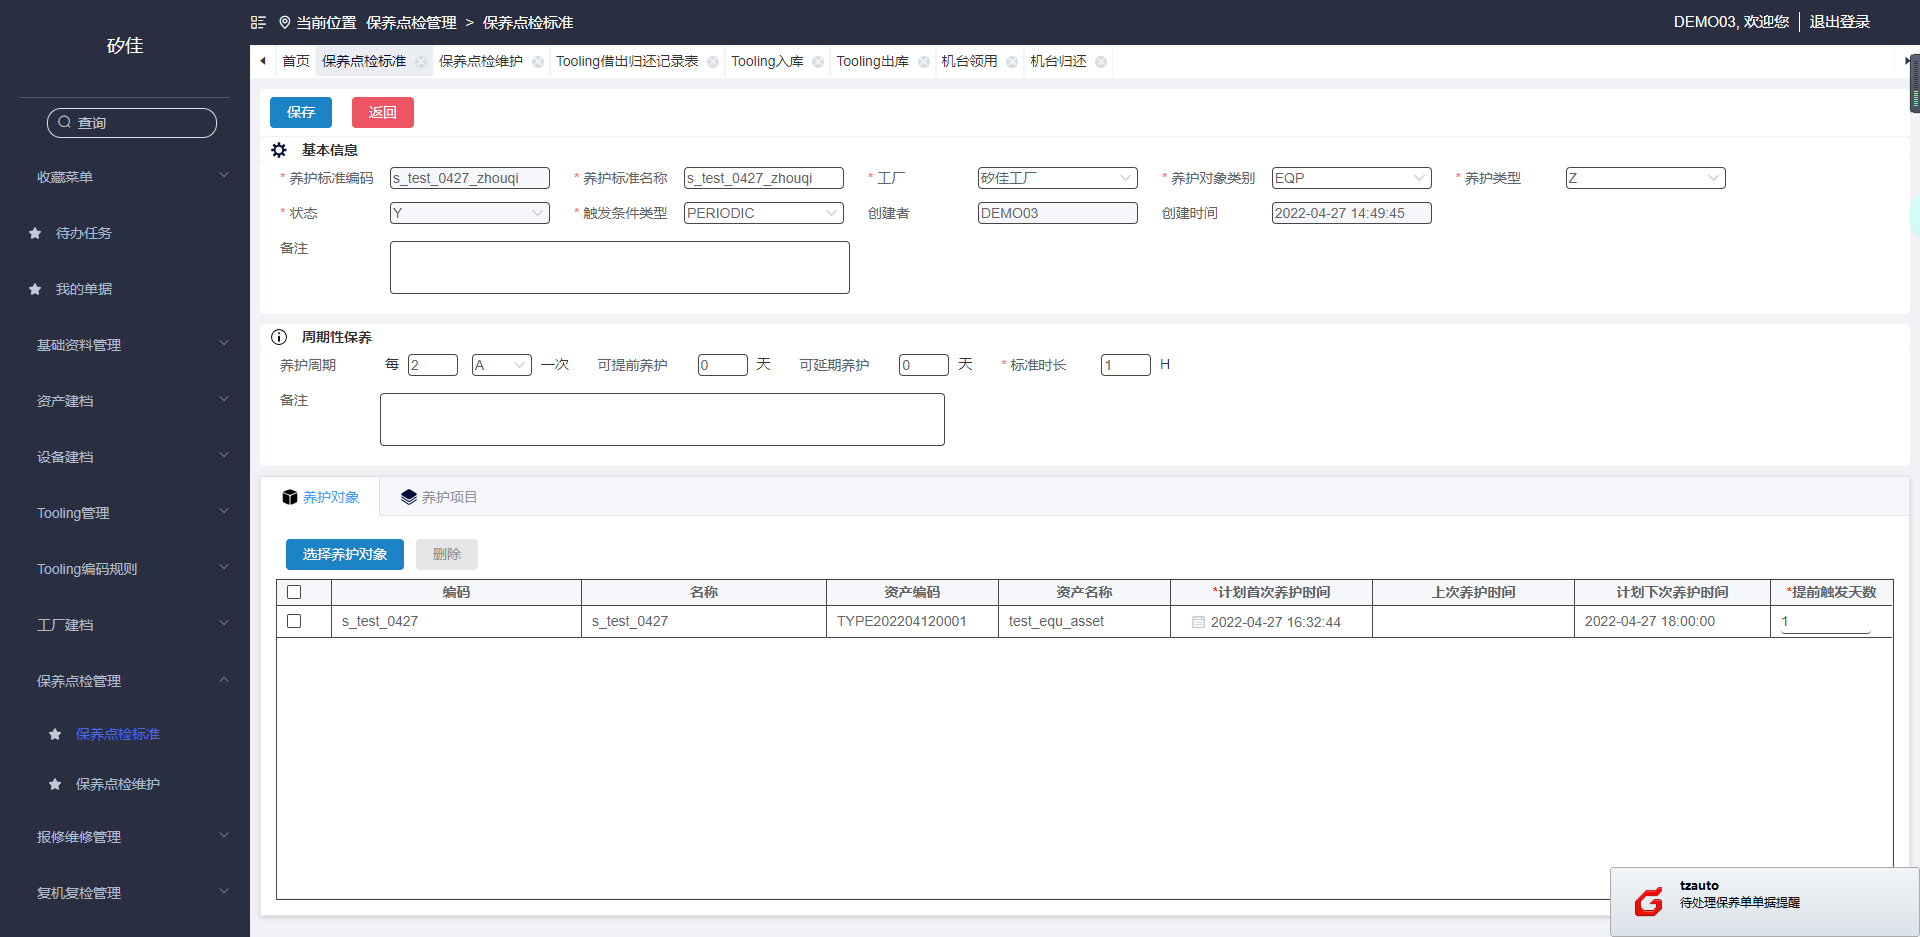 矽佳
当前位置 保养点检管理 > 保养点检标准
DEMO03, 欢迎您 退出登录
首页 保养点检标准 保养点检维护 Tooling借出归还记录表 Tooling入库 Tooling出库 机台领用 机台归还
查询
收藏菜单
待办任务
我的单据
基础资料管理
资产建档
设备建档
Tooling管理
Tooling编码规则
工厂建档
保养点检管理
保养点检标准
保养点检维护
报修维修管理
复机复检管理
保存 返回
基本信息
* 养护标准编码 s_test_0427_zhouqi * 养护标准名称 s_test_0427_zhouqi * 工厂 矽佳工厂 * 养护对象类别 EQP * 养护类型 Z
* 状态 Y * 触发条件类型 PERIODIC 创建者 DEMO03 创建时间 2022-04-27 14:49:45
备注
周期性保养
养护周期 每 2 A 一次 可提前养护 0 天 可延期养护 0 天 * 标准时长 1 H
备注
养护对象 养护项目
选择养护对象 删除
编码 名称 资产编码 资产名称 *计划首次养护时间 上次养护时间 计划下次养护时间 *提前触发天数
s_test_0427 s_test_0427 TYPE202204120001 test_equ_asset 2022-04-27 16:32:44 2022-04-27 18:00:00 1
tzauto
待处理保养单单据提醒